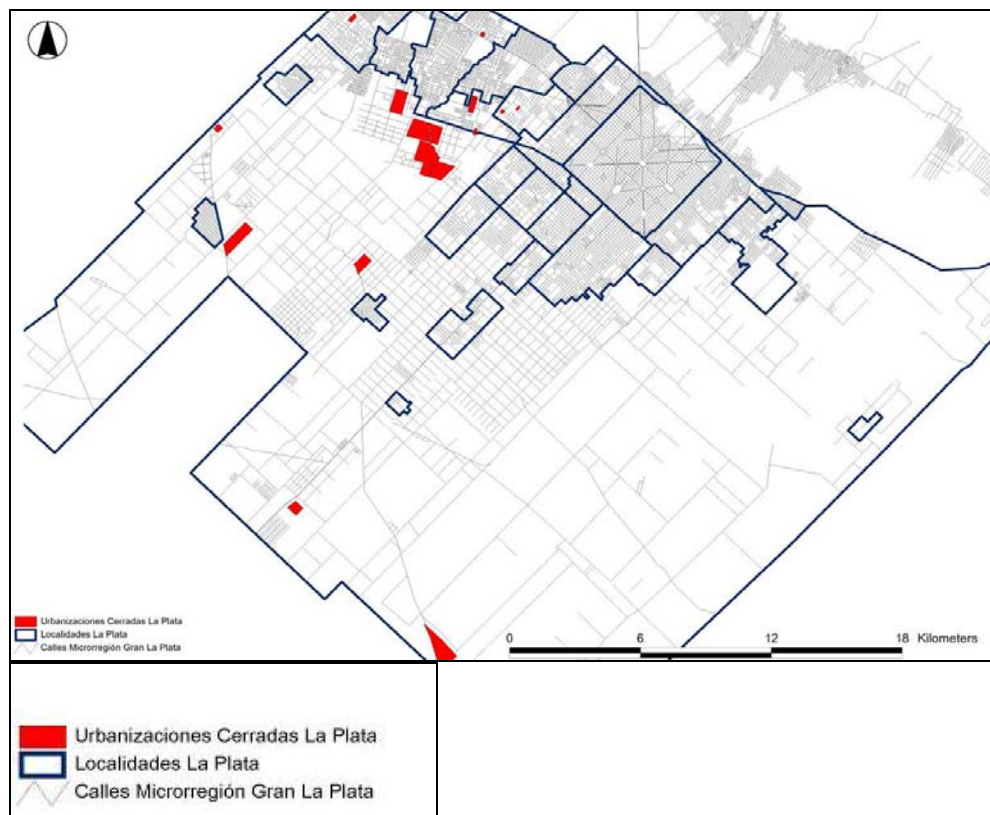 Urbanizaciones Cerradas La Plata
Localidades La Plata
Calles Microrregión Gran La Plata
0 6 12 18 Kilometers
Urbanizaciones Cerradas La Plata
Localidades La Plata
Calles Microrregión Gran La Plata